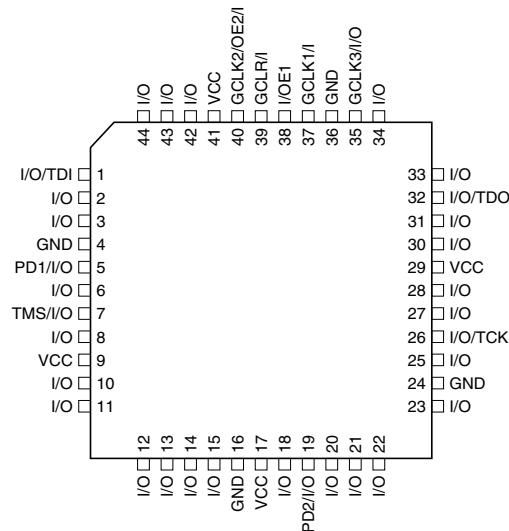 I/O
I/O
I/O
VCC
GCLK2/OE2/I
GCLR/I
I/OE1
GCLK1/I
GND
GCLK3/I/O
I/O
44
43
42
41
40
39
38
37
36
35
34
I/O/TDI 1
I/O 2
I/O 3
GND 4
PD1/I/O 5
I/O 6
TMS/I/O 7
I/O 8
VCC 9
I/O 10
I/O 11
33 I/O
32 I/O/TDO
31 I/O
30 I/O
29 VCC
28 I/O
27 I/O
26 I/O/TCK
25 I/O
24 GND
23 I/O
12
13
14
15
16
17
18
19
20
21
22
I/O
I/O
I/O
I/O
GND
VCC
I/O
PD2/I/O
I/O
I/O
I/O